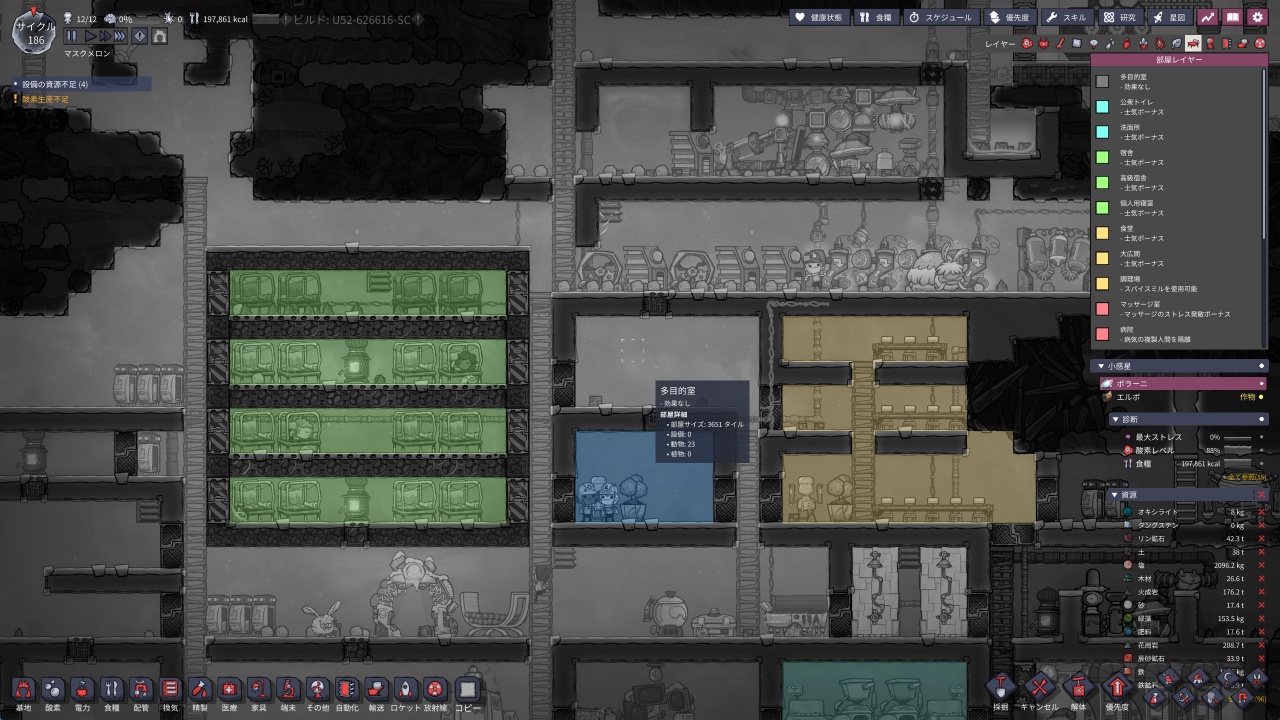 サイクル
186
12/12
0%
0
197,861 kcal
! ビルド: U52-626616-SC !
マスクメロン
• 設備の資源不足 (4)
! 酸素生産不足
健康状態
食糧
スケジュール
優先度
スキル
研究
星図
レイヤー
部屋レイヤー
多目的室
- 効果なし
公衆トイレ
- 士気ボーナス
洗面所
- 士気ボーナス
宿舎
- 士気ボーナス
高級宿舎
- 士気ボーナス
個人用寝室
- 士気ボーナス
食堂
- 士気ボーナス
大広間
- 士気ボーナス
調理場
- スパイスミルを使用可能
マッサージ室
- マッサージのストレス発散ボーナス
病院
- 病気の複製人間を隔離
多目的室
- 効果なし
部屋詳細
• 部屋サイズ: 3651 タイル
• 設備: 0
• 動物: 23
• 植物: 0
小惑星
ポラーニ
エルボ 作物
診断
最大ストレス 0%
酸素レベル 88%
食糧 197,861 kcal
資源
オキシライト 8 kg
タングステン 0 kg
リン鉱石 42.3 t
土 38 t
塩 2096.2 kg
木材 26.6 t
火成岩 176.2 t
砂 17.4 t
緑藻 153.5 kg
肥料 17.6 t
花崗岩 208.7 t
辰砂鉱石 33.6 t
鉄
基地
酸素
電力
食糧
配管
換気
精製
医療
家具
端末
その他
自動化
輸送
ロケット
放射線
コピー
採掘
キャンセル
解体
優先度